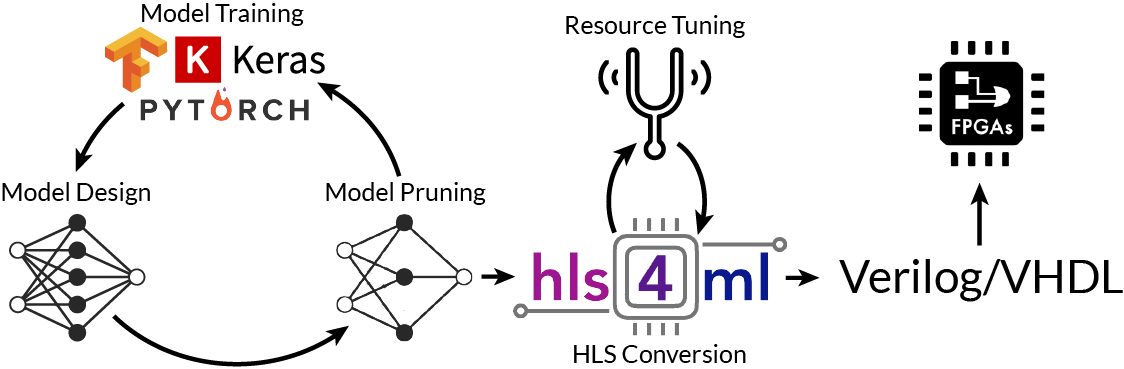 Model Training
K Keras
PYTORCH
Model Design
Model Pruning
Resource Tuning
hls 4 ml
HLS Conversion
Verilog/VHDL
FPGAs